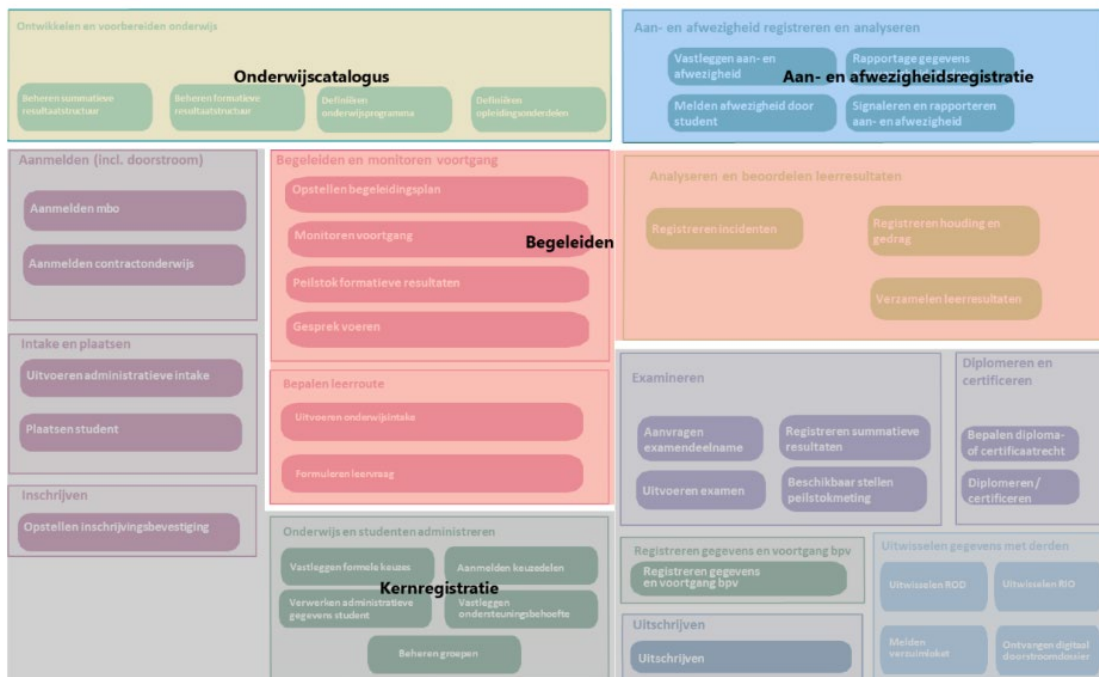 Ontwikkelen en voorbereiden onderwijs
Onderwijscatalogus
Beheren summatieve
resultaatstructuur
Beheren formatieve
resultaatstructuur
Definiëren
onderwijsprogramma
Definiëren
opleidingsonderdelen
Aan- en afwezigheid registreren en analyseren
Vastleggen aan- en
afwezigheid
Rapportage gegevens
Aan- en afwezigheidsregistratie
Melden afwezigheid door
student
Signaleren en rapporteren
aan- en afwezigheid
Aanmelden (incl. doorstroom)
Aanmelden mbo
Aanmelden contractonderwijs
Begeleiden en monitoren voortgang
Opstellen begeleidingsplan
Monitoren voortgang
Begeleiden
Peilstok formatieve resultaten
Gesprek voeren
Analyseren en beoordelen leerresultaten
Registreren incidenten
Registreren houding en
gedrag
Verzamelen leerresultaten
Intake en plaatsen
Uitvoeren administratieve intake
Plaatsen student
Bepalen leerroute
Uitvoeren onderwijsintake
Formuleren leervraag
Examineren
Aanvragen
examendeelname
Registreren summatieve
resultaten
Uitvoeren examen
Beschikbaar stellen
peilstokmeting
Diplomeren en
certificeren
Bepalen diploma-
of certificaatrecht
Diplomeren /
certificeren
Inschrijven
Opstellen inschrijvingsbevestiging
Onderwijs en studenten administreren
Vastleggen formele keuzes
Aanmelden keuzedelen
Kernregistratie
Verwerken administratieve
gegevens student
Vastleggen
ondersteuningsbehoefte
Beheren groepen
Registreren gegevens en voortgang bpv
Registreren gegevens
en voortgang bpv
Uitschrijven
Uitschrijven
Uitwisselen gegevens met derden
Uitwisselen ROD
Uitwisselen RIO
Melden
verzuimloket
Ontvangen digitaal
doorstroomdossier